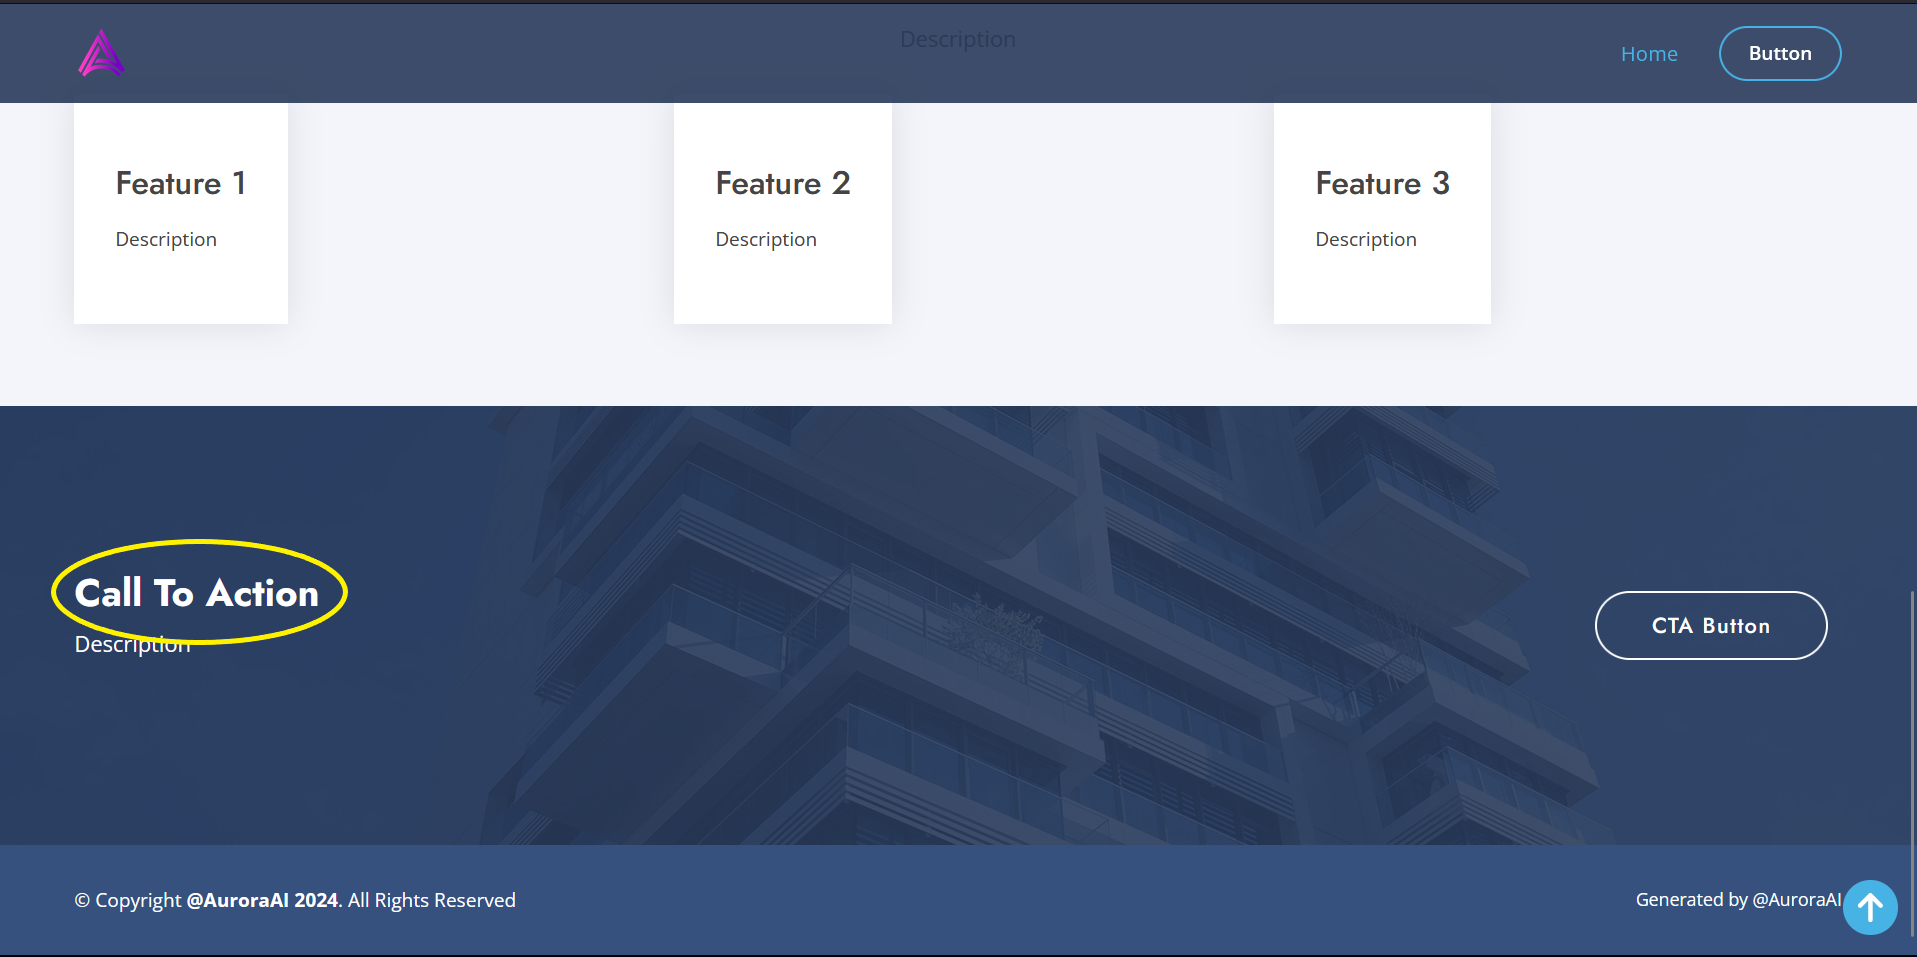 Description
Home
Button
Feature 1
Description
Feature 2
Description
Feature 3
Description
Call To Action
Description
CTA Button
© Copyright @AuroraAI 2024. All Rights Reserved
Generated by @AuroraAI